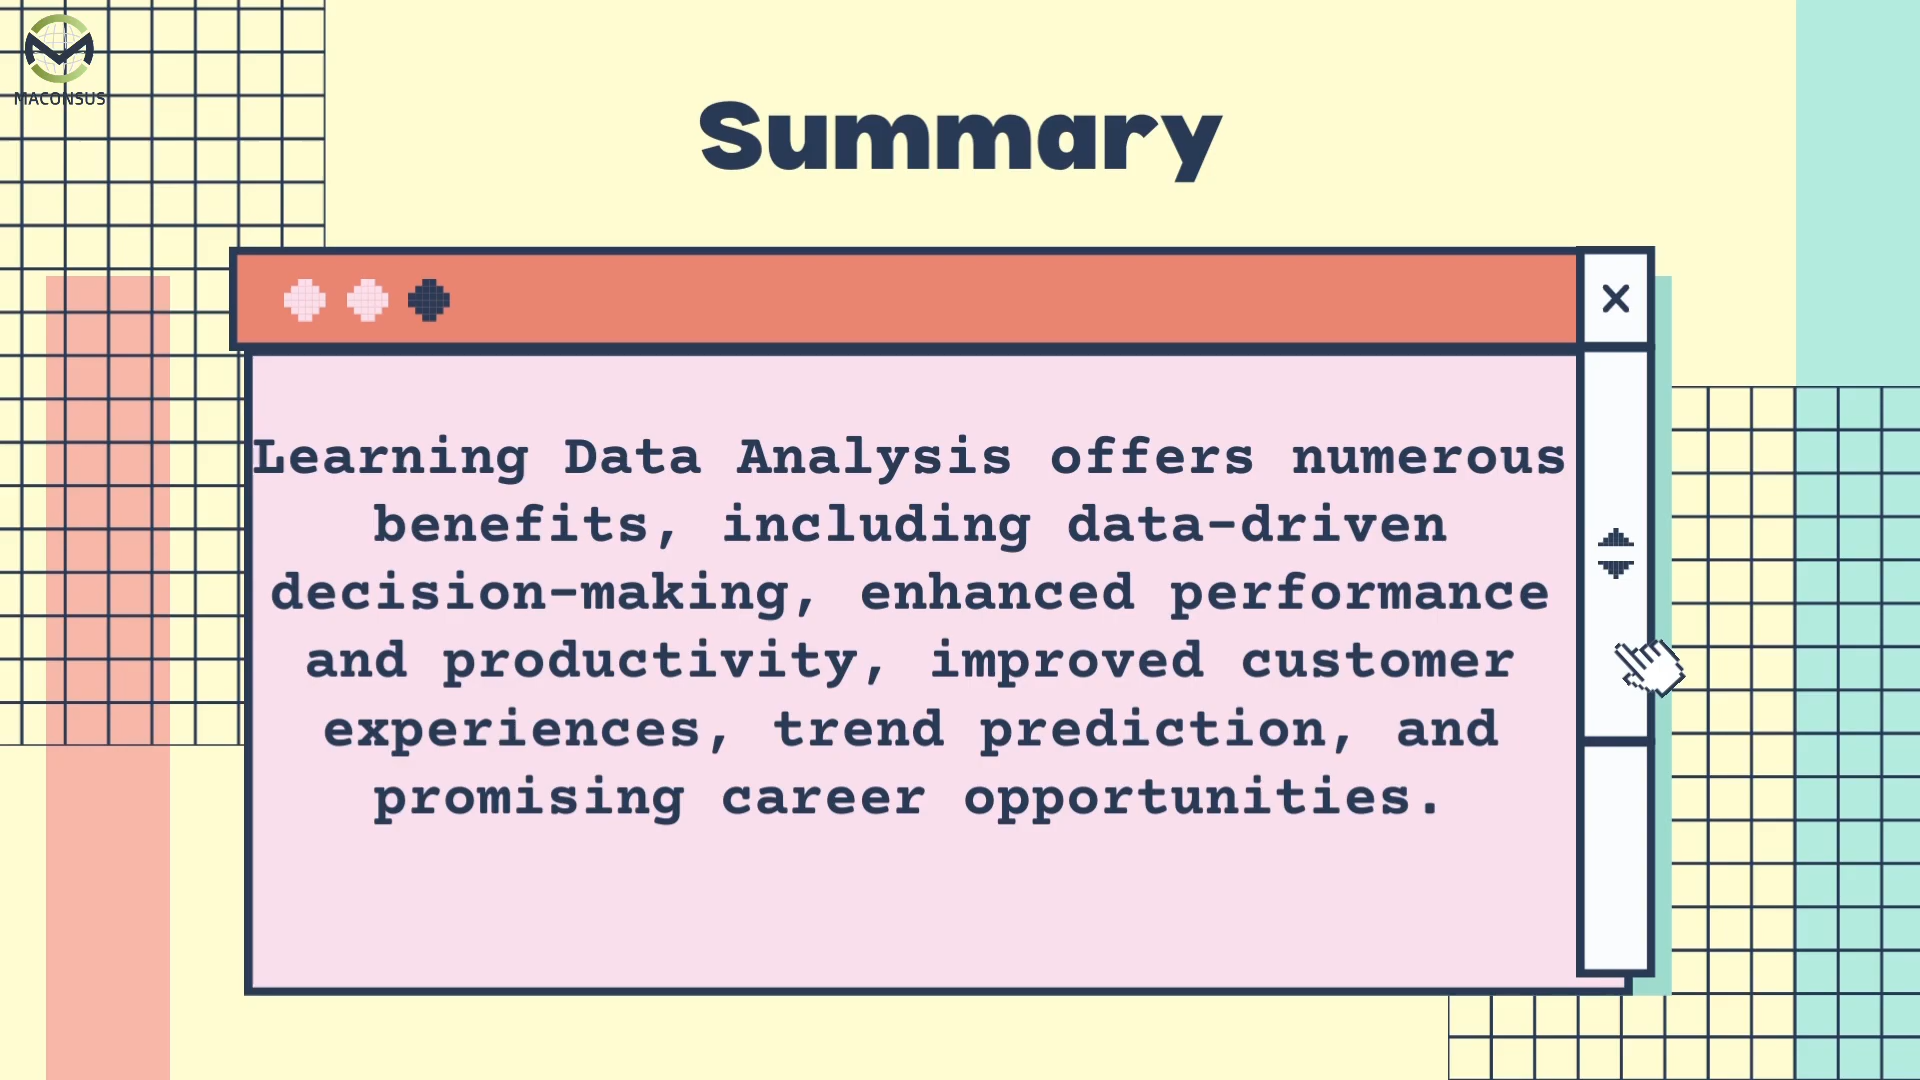 MACONSUS
Summary
Learning Data Analysis offers numerous
benefits, including data-driven
decision-making, enhanced performance
and productivity, improved customer
experiences, trend prediction, and
promising career opportunities.